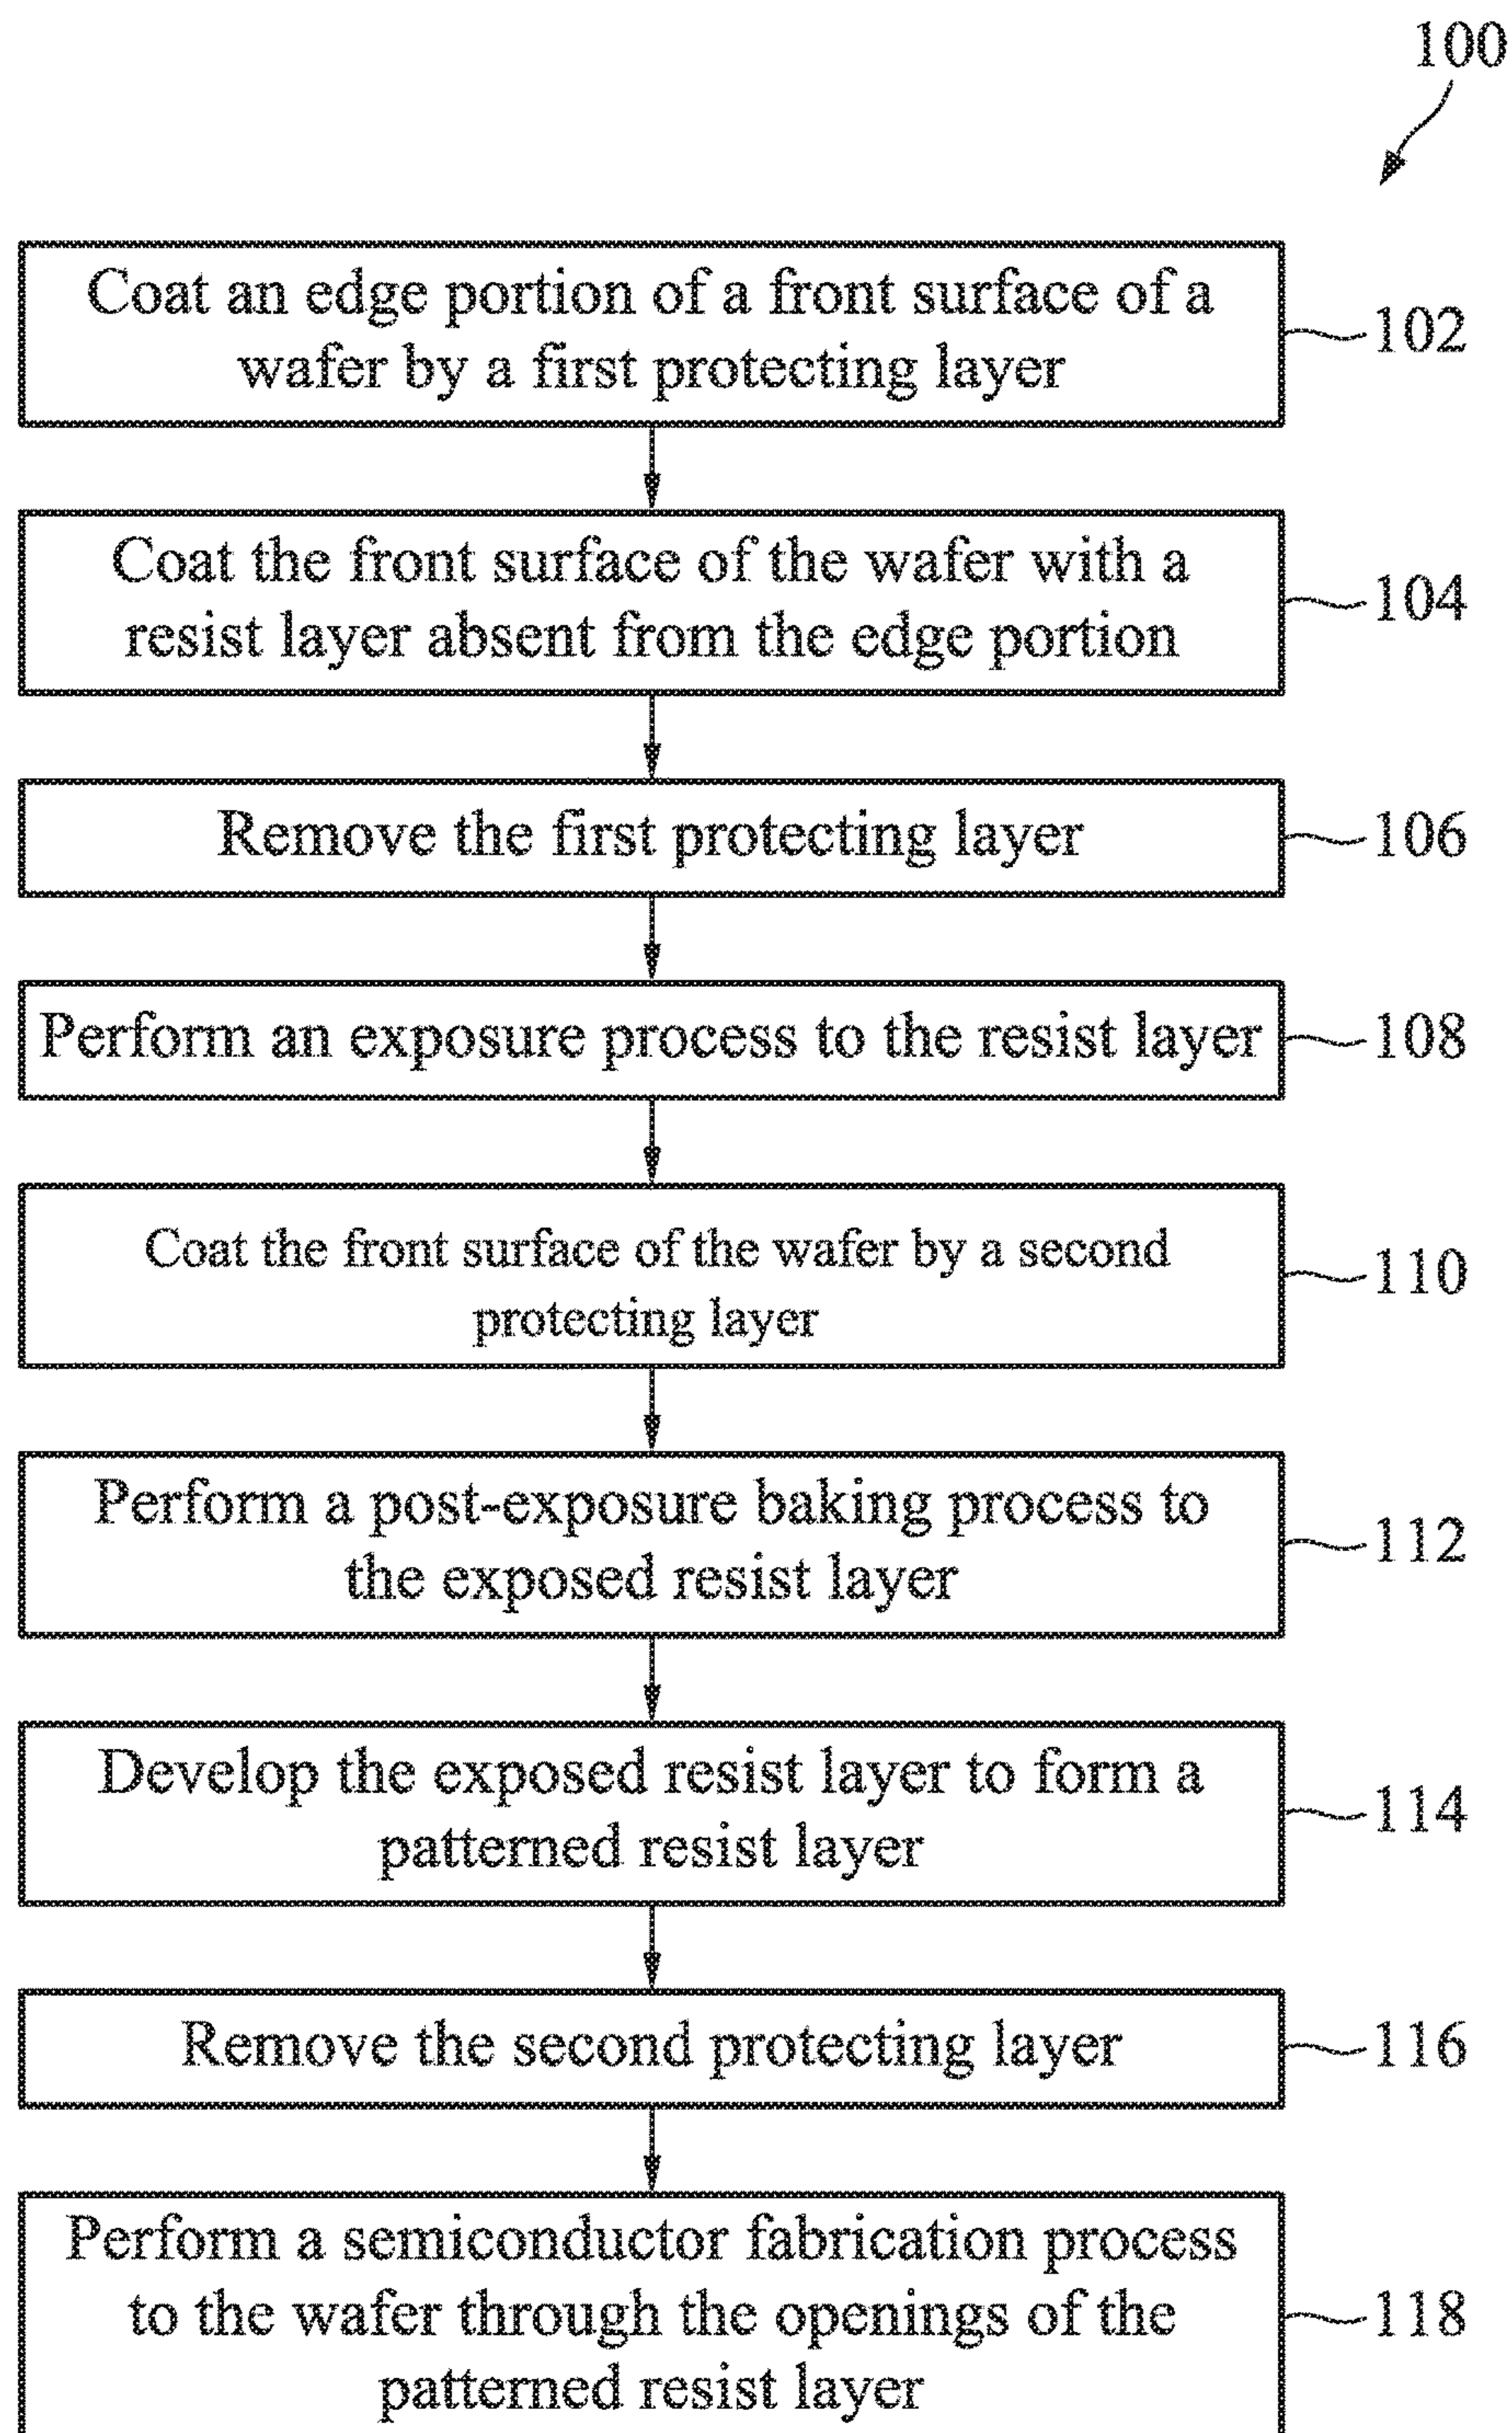 100
Coat an edge portion of a front surface of a
wafer by a first protecting layer
102
Coat the front surface of the wafer with a
resist layer absent from the edge portion
104
Remove the first protecting layer
106
Perform an exposure process to the resist layer
108
Coat the front surface of the wafer by a second
protecting layer
110
Perform a post-exposure baking process to
the exposed resist layer
112
Develop the exposed resist layer to form a
patterned resist layer
114
Remove the second protecting layer
116
Perform a semiconductor fabrication process
to the wafer through the openings of the
patterned resist layer
118